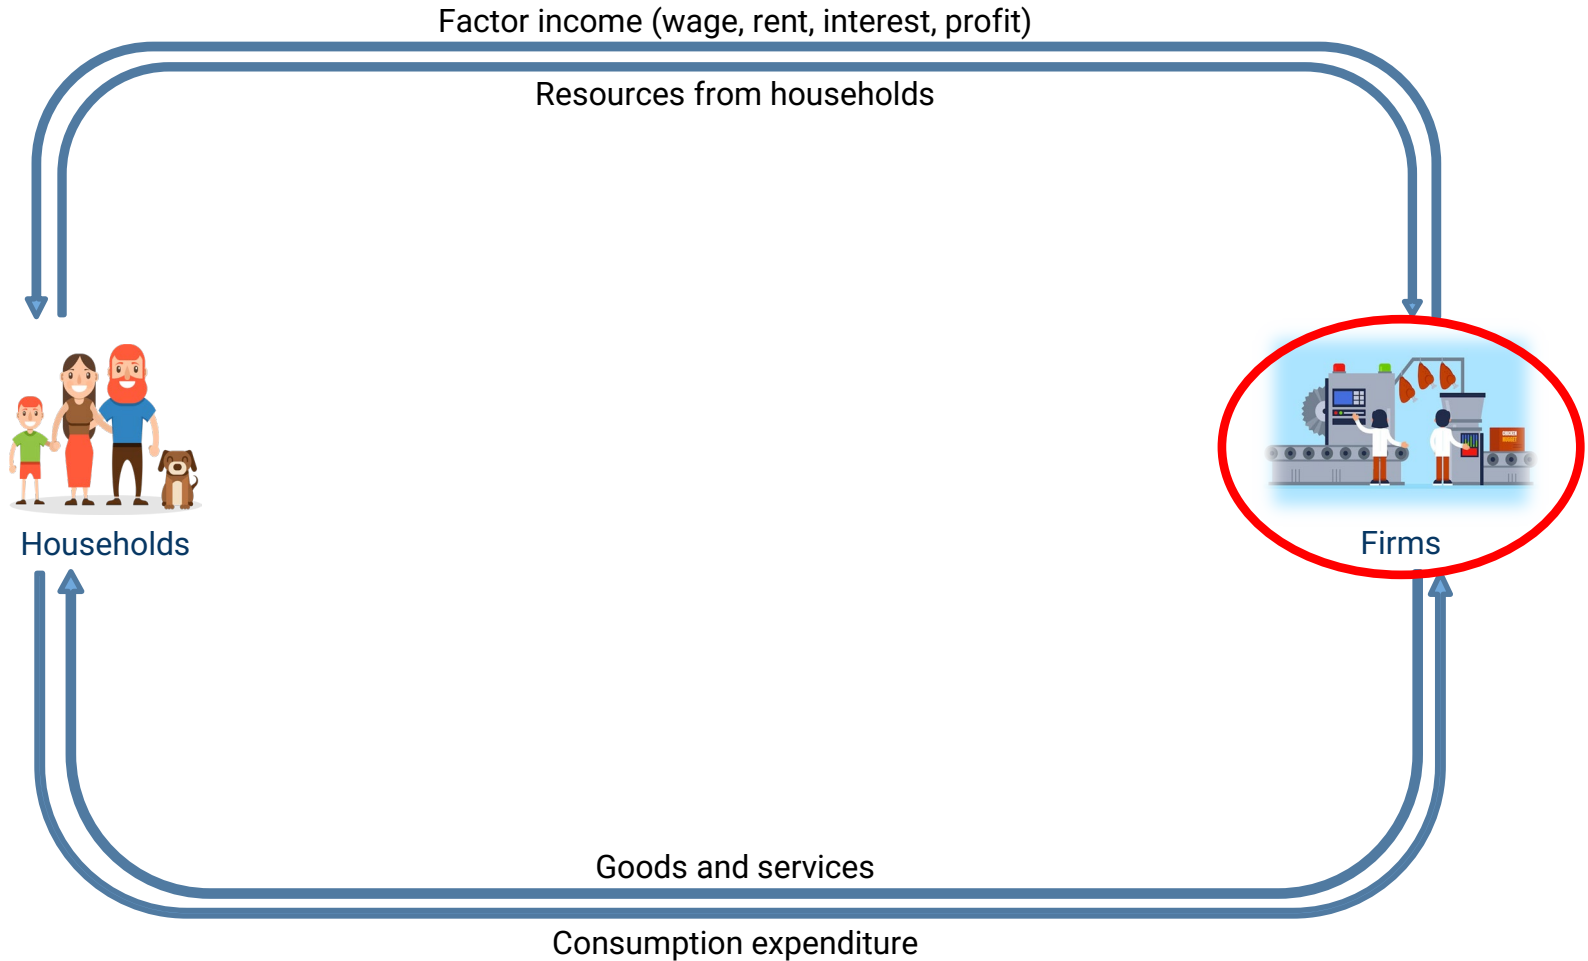 Factor income (wage, rent, interest, profit)
Resources from households
Households
Firms
Goods and services
Consumption expenditure